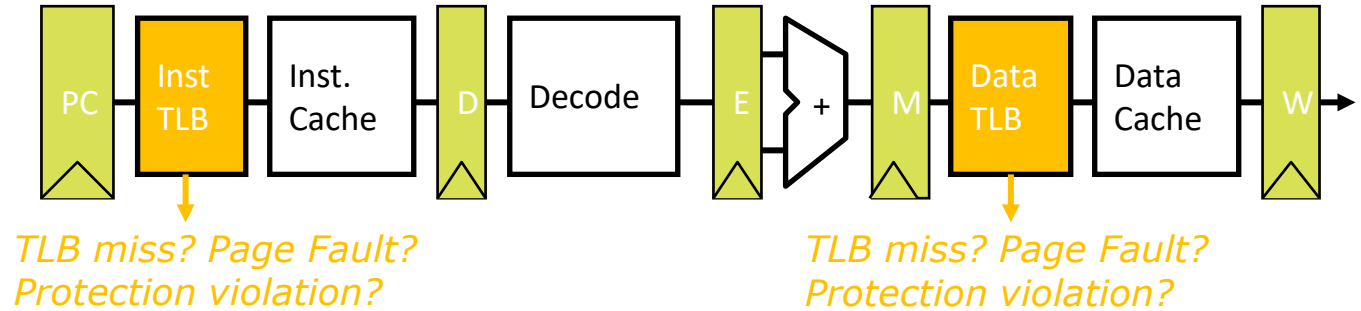 PC
Inst
TLB
Inst.
Cache
D
Decode
E
+
M
Data
TLB
Data
Cache
W
TLB miss? Page Fault?
Protection violation?
TLB miss? Page Fault?
Protection violation?